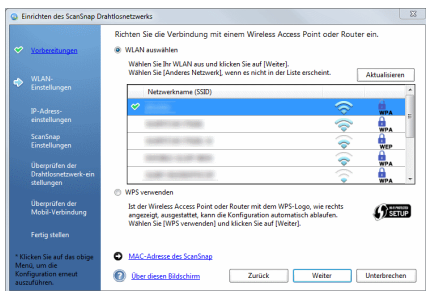 Einrichten des ScanSnap Drahtlosnetzwerks
Vorbereitungen
WLAN-
Einstellungen
IP-Adress-
einstellungen
ScanSnap
Einstellungen
Überprüfen der
Drahtlosnetzwerk-ein
stellungen
Überprüfen der
Mobil-Verbindung
Fertig stellen
* Klicken Sie auf das obige
Menü, um die
Konfiguration erneut
auszuführen.
Richten Sie die Verbindung mit einem Wireless Access Point oder Router ein.
WLAN auswählen
Wählen Sie Ihr WLAN aus und klicken Sie auf [Weiter].
Wählen Sie [Anderes Netzwerk], wenn es nicht in der Liste erscheint.
Aktualisieren
Netzwerkname (SSID)
WPA
WPA
WEP
WPA
WPA
WPS verwenden
Ist der Wireless Access Point oder Router mit dem WPS-Logo, wie rechts
angezeigt, ausgestattet, kann die Konfiguration automatisch ablaufen.
Wählen Sie [WPS verwenden] und klicken Sie auf [Weiter].
SETUP
MAC-Adresse des ScanSnap
Über diesen Bildschirm
Zurück
Weiter
Unterbrechen